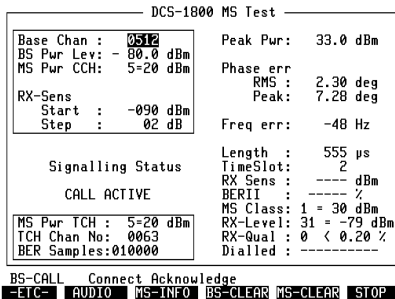 DCS-1800 MS Test
Base Chan : 0512
BS Pwr Lev: - 80.0 dBm
MS Pwr CCH: 5=20 dBm
RX-Sens
Start : -090 dBm
Step : 02 dB
Signalling Status
CALL ACTIVE
MS Pwr TCH : 5=20 dBm
TCH Chan No: 0063
BER Samples:010000
Peak Pwr: 33.0 dBm
Phase err
RMS : 2.30 deg
Peak: 7.28 deg
Freq err: -48 Hz
Length : 555 µs
TimeSlot: 2
RX Sens : ---- dBm
BERII : ----- %
MS Class: 1 = 30 dBm
RX-Level: 31 = -79 dBm
RX-Qual : 0 < 0.20 %
Dialled : ----------
BS-CALL Connect Acknowledge
-ETC- AUDIO MS-INFO BS-CLEAR MS-CLEAR STOP